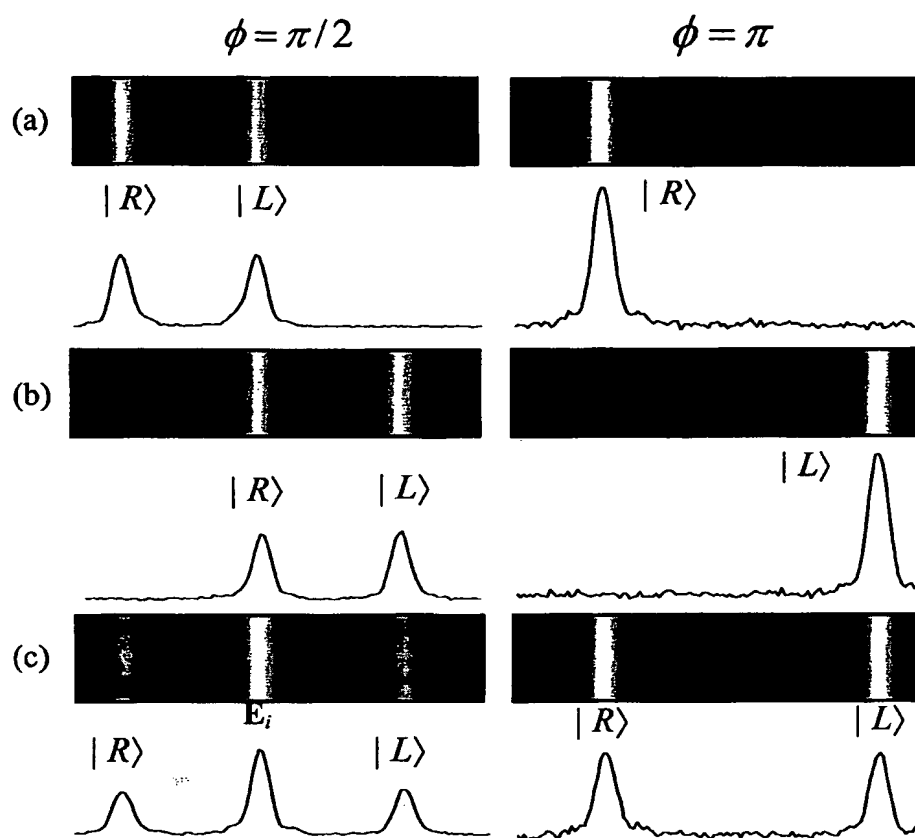 ϕ = π/2 ϕ = π
(a)
| R⟩ | L⟩ | R⟩
(b)
| R⟩ | L⟩ | L⟩
(c)
E_i
| R⟩ | L⟩ | R⟩ | L⟩